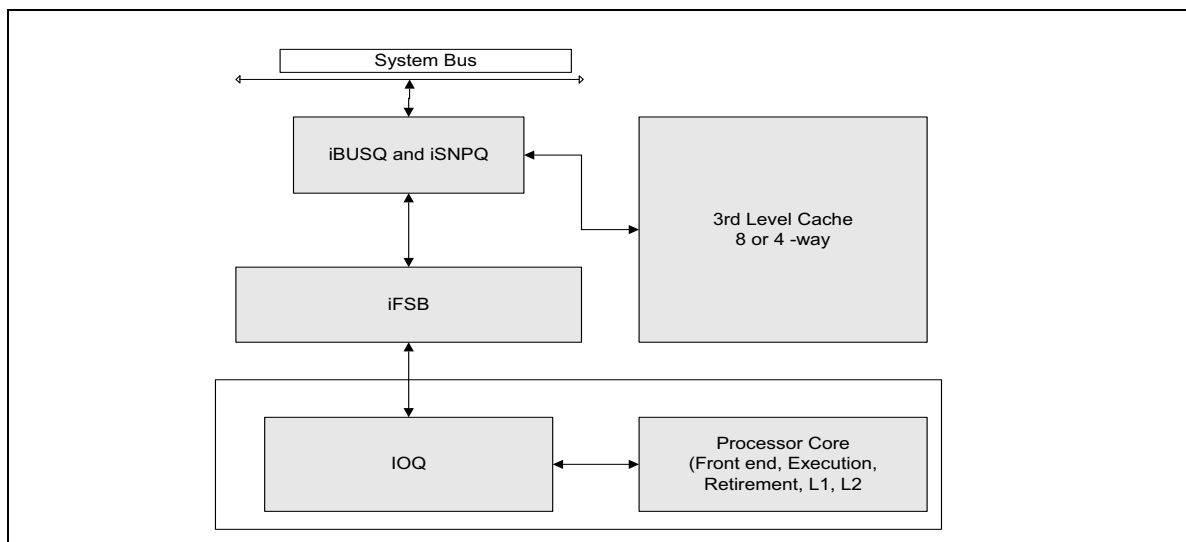 System Bus
iBUSQ and iSNPQ
3rd Level Cache
8 or 4 -way
iFSB
IOQ
Processor Core
(Front end, Execution,
Retirement, L1, L2